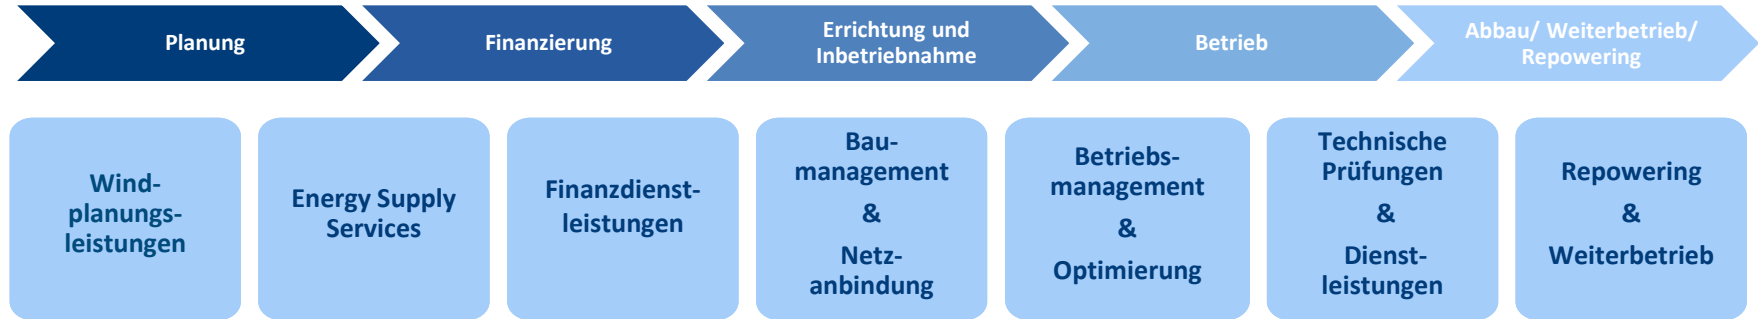 Planung
Finanzierung
Errichtung und
Inbetriebnahme
Betrieb
Abbau/ Weiterbetrieb/
Repowering
Wind-
planungs-
leistungen
Energy Supply
Services
Finanzdienst-
leistungen
Bau-
management
&
Netz-
anbindung
Betriebs-
management
&
Optimierung
Technische
Prüfungen
&
Dienst-
leistungen
Repowering
&
Weiterbetrieb